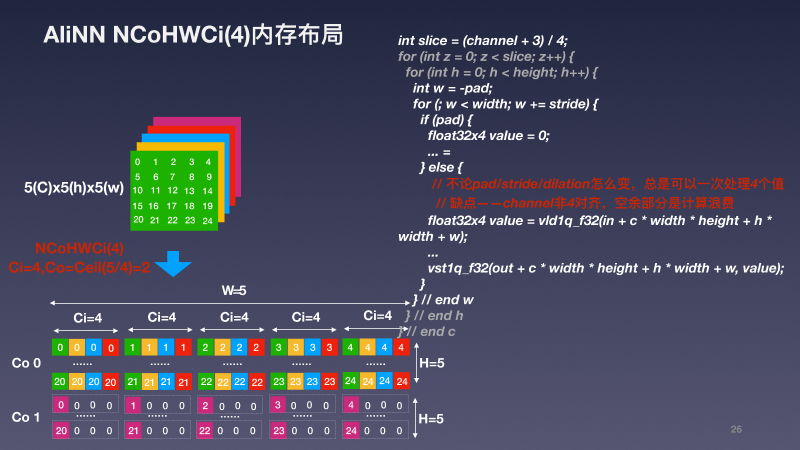 AliNN NCoHWCi(4)内存布局
int slice = (channel + 3) / 4;
for (int z = 0; z < slice; z++) {
for (int h = 0; h < height; h++) {
int w = -pad;
for (; w < width; w += stride) {
if (pad) {
float32x4 value = 0;
... =
} else {
// 不论pad/stride/dilation怎么变，总是可以一次处理4个值
// 缺点——channel非4对齐，空余部分是计算浪费
float32x4 value = vld1q_f32(in + c * width * height + h *
width + w);
...
vst1q_f32(out + c * width * height + h * width + w, value);
}
} // end w
} // end h
} // end c
0 1 2 3 4
5 6 7 8 9
10 11 12 13 14
15 16 17 18 19
20 21 22 23 24
5(C)x5(h)x5(w)
NCoHWCi(4)
Ci=4,Co=Ceil(5/4)=2
W=5
Ci=4 Ci=4 Ci=4 Ci=4 Ci=4
0 0 0 0 1 1 1 1 2 2 2 2 3 3 3 3 4 4 4 4
Co 0 ...... ...... ...... ...... ...... H=5
20 20 20 20 21 21 21 21 22 22 22 22 23 23 23 23 24 24 24 24
0 0 0 0 1 0 0 0 2 0 0 0 3 0 0 0 4 0 0 0
Co 1 ...... ...... ...... ...... ...... H=5
20 0 0 0 21 0 0 0 22 0 0 0 23 0 0 0 24 0 0 0
26